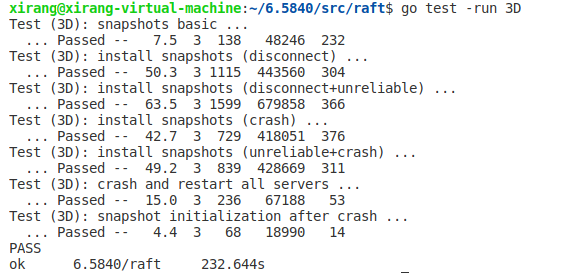 xirang@xirang-virtual-machine:~/6.5840/src/raft$ go test -run 3D
Test (3D): snapshots basic ...
  ... Passed --   7.5  3  138   48246  232
Test (3D): install snapshots (disconnect) ...
  ... Passed --  50.3  3 1115  443560  304
Test (3D): install snapshots (disconnect+unreliable) ...
  ... Passed --  63.5  3 1599  679858  366
Test (3D): install snapshots (crash) ...
  ... Passed --  42.7  3  729  418051  376
Test (3D): install snapshots (unreliable+crash) ...
  ... Passed --  49.2  3  839  428669  311
Test (3D): crash and restart all servers ...
  ... Passed --  15.0  3  236   67188   53
Test (3D): snapshot initialization after crash ...
  ... Passed --   4.4  3   68   18990   14
PASS
ok      6.5840/raft     232.644s